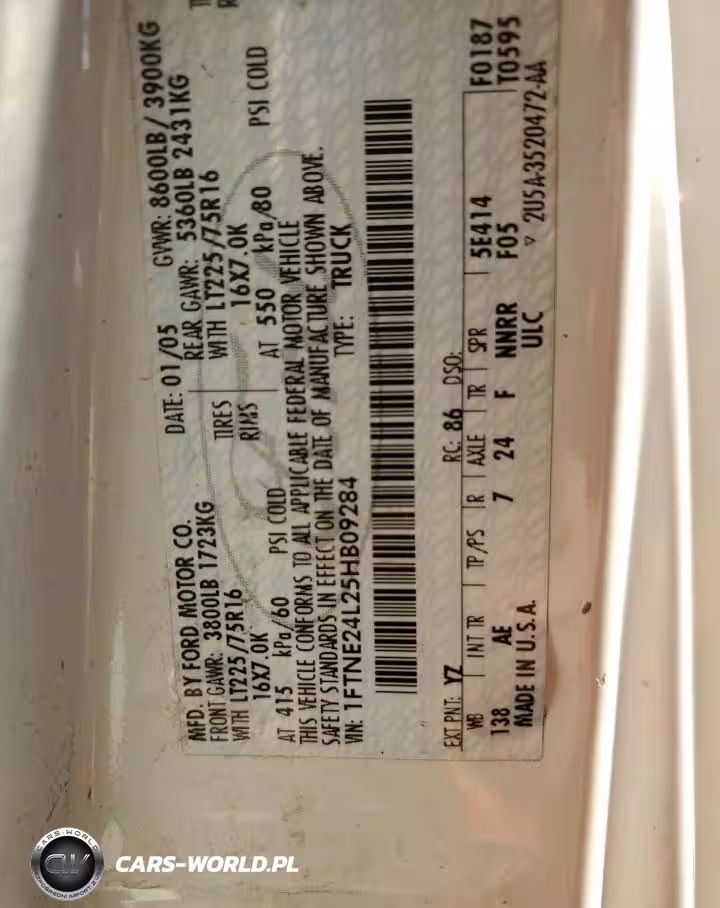 MFD. BY FORD MOTOR CO.
DATE: 01/05 GVWR: 8600LB / 3900KG
FRONT GAWR: 3800LB 1723KG REAR GAWR: 5360LB 2431KG
WITH LT225/75R16 TIRES WITH LT225/75R16
16X7.0K RIMS 16X7.0K
AT 415 kPa/60 PSI COLD AT 550 kPa/80 PSI COLD
THIS VEHICLE CONFORMS TO ALL APPLICABLE FEDERAL MOTOR VEHICLE
SAFETY STANDARDS IN EFFECT ON THE DATE OF MANUFACTURE SHOWN ABOVE.
VIN: 1FTNE24L25HB09284 TYPE: TRUCK
EXT PNT: YZ RC: 86 DSO: F0187
WB INT TR TP/PS R AXLE TR SPR 5E414 T0595
138 AE 7 24 F NNRR F05
MADE IN U.S.A. ULC ▽ 2U5A-3520472-AA
CARS-WORLD
CW
CARS-WORLD.PL